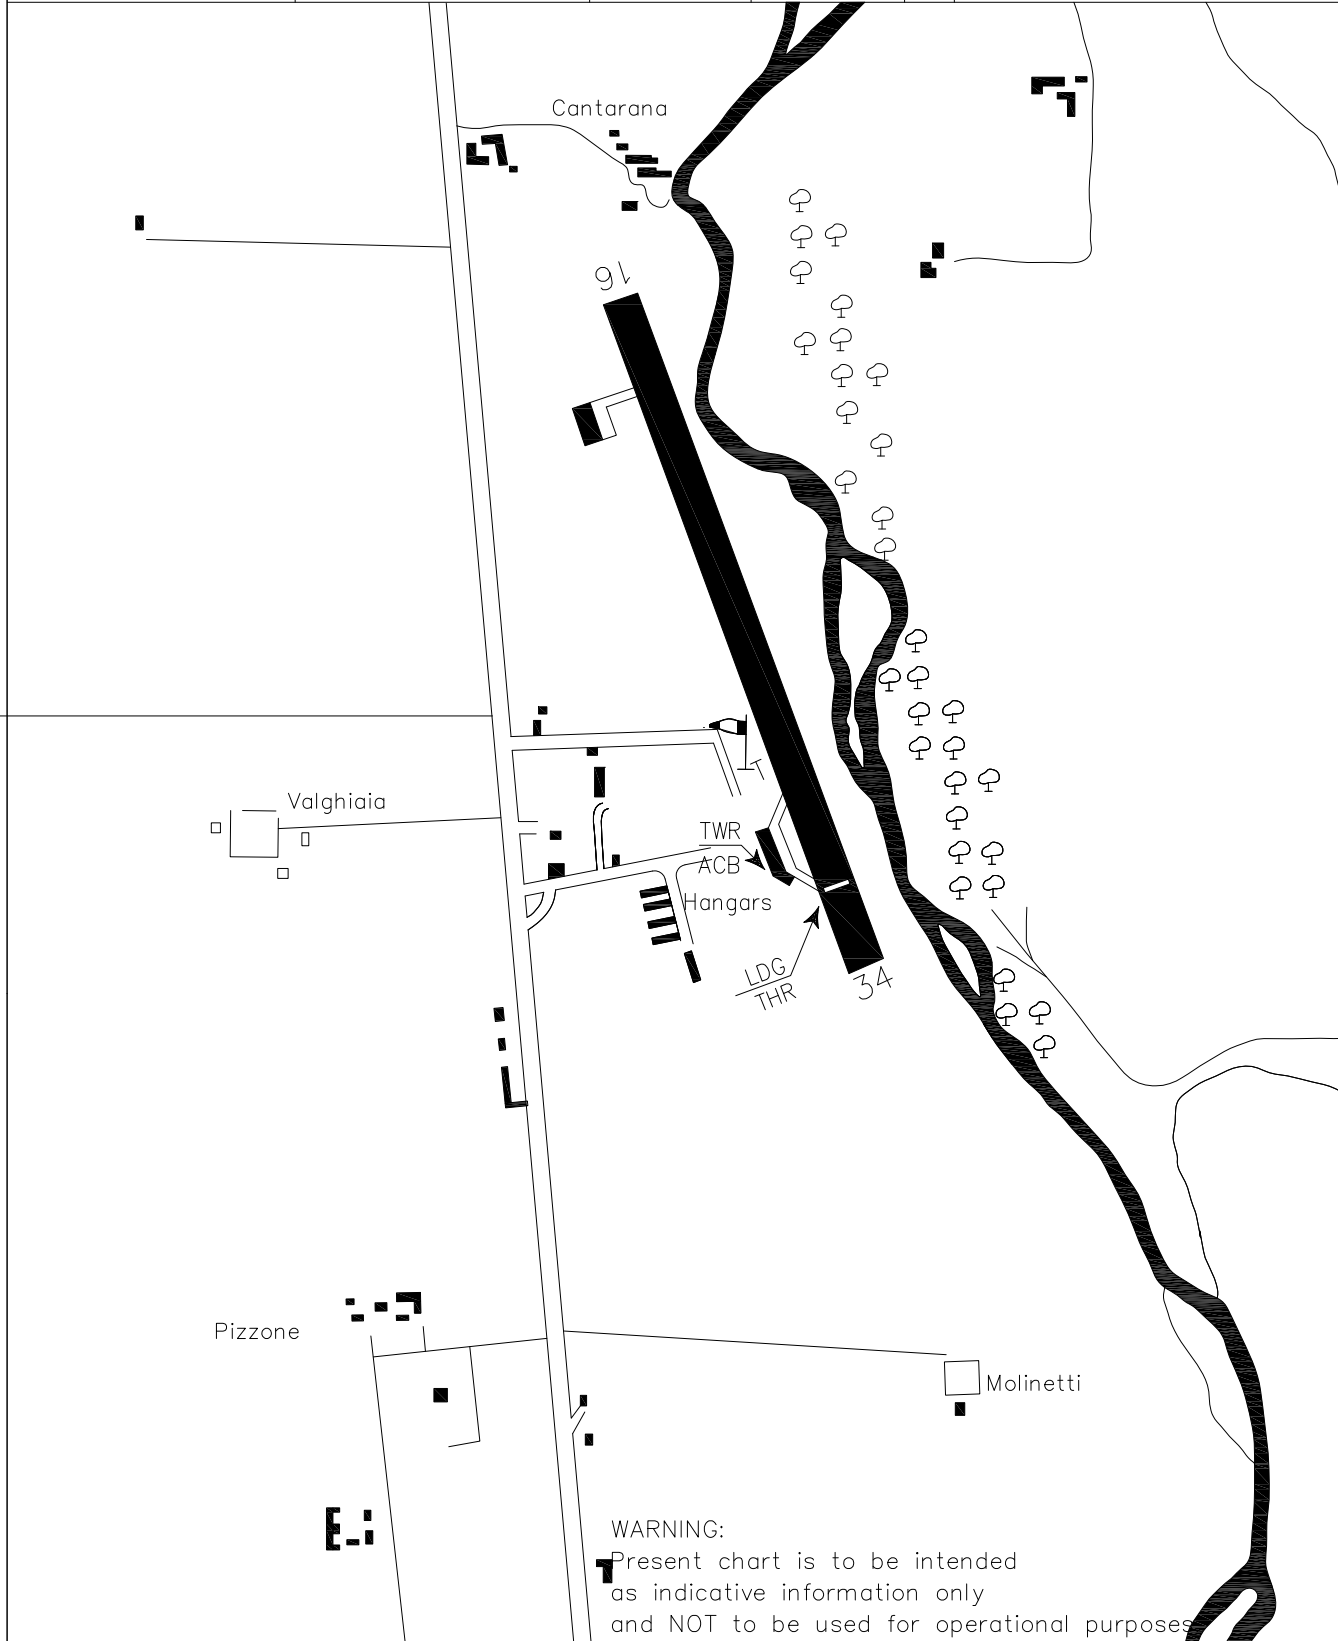 Cantarana
16
T
Valghiaia
TWR
ACB
Hangars
LDG
THR
34
Pizzone
Molinetti
WARNING:
Present chart is to be intended
as indicative information only
and NOT to be used for operational purposes